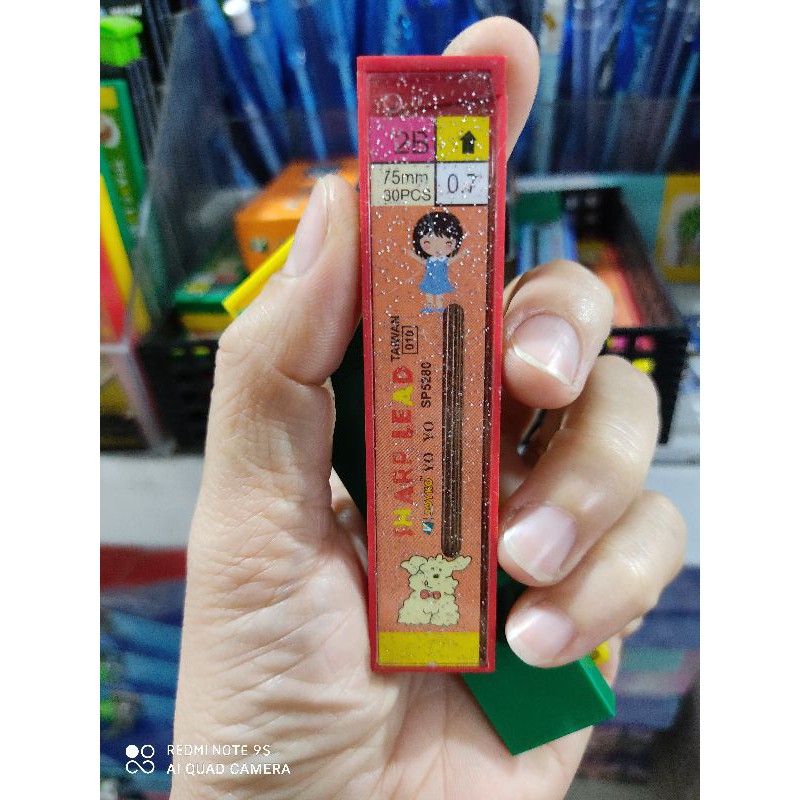 2B
75mm
30PCS
0.7
SHARP LEAD
TAIWAN
010
YO YO
SP5280
REDMI NOTE 9S
AI QUAD CAMERA